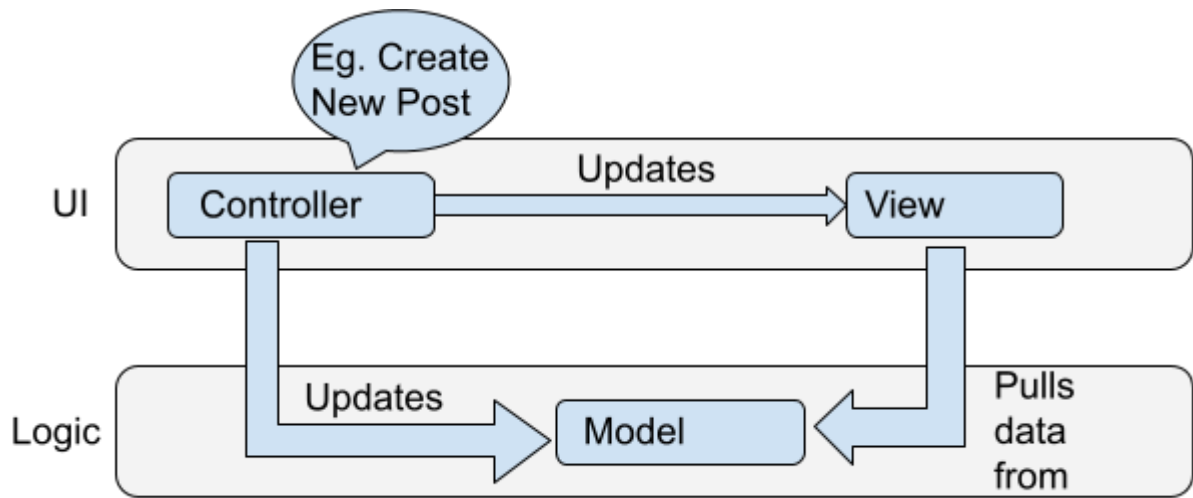 Eg. Create
New Post
UI
Controller
Updates
View
Logic
Updates
Model
Pulls
data
from